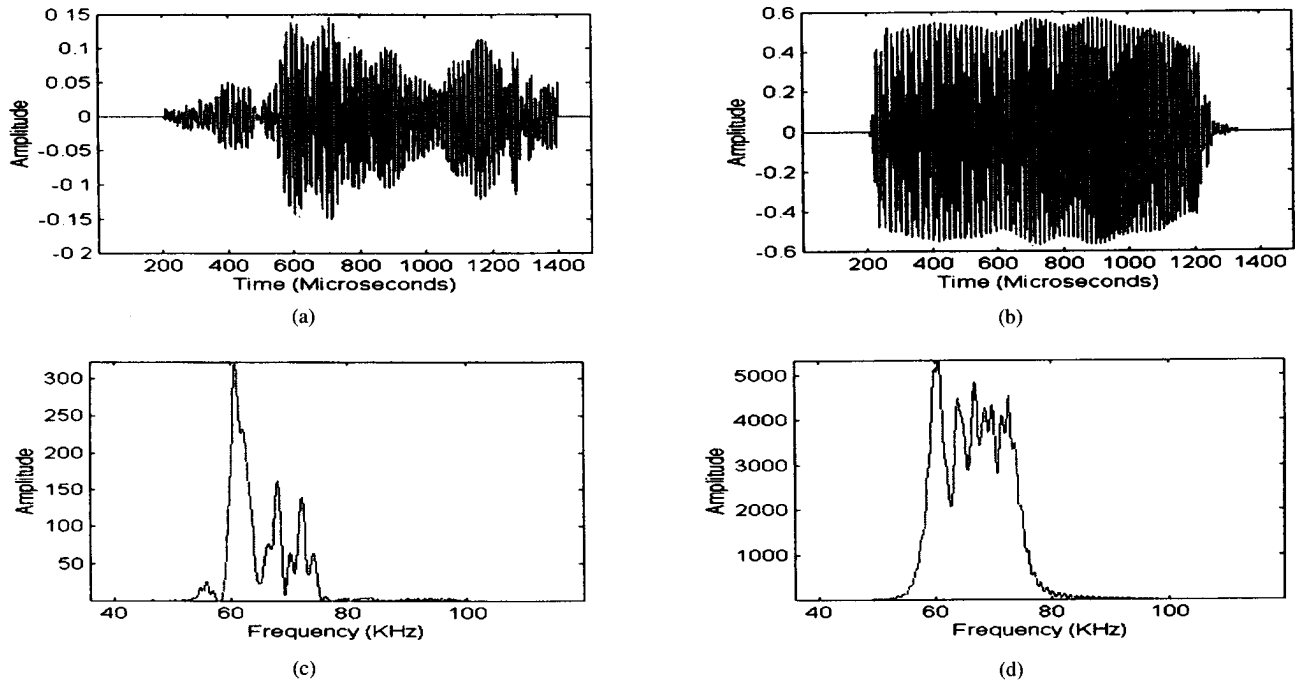 0 15
0.1
0.05
0
-0.05
-0 1
-0.15
-0 2
Amplitude
200 400 600 800 1000 1200 1400
Time (Microseconds)
(a)
0.6
0.4
0.2
0
-0.2
-0.4
-0.6
Amplitude
200 400 600 800 1000 1200 1400
Time (Microseconds)
(b)
300
250
200
150
100
50
Amplitude
40 60 80 100
Frequency (KHz)
(c)
5000
4000
3000
2000
1000
Amplitude
40 60 80 100
Frequency (KHz)
(d)